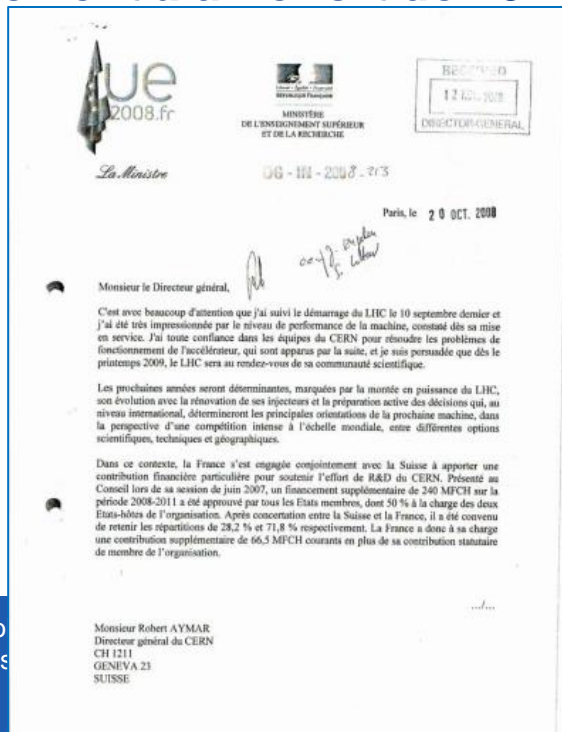 ue
2008.fr
Liberté • Égalité • Fraternité
RÉPUBLIQUE FRANÇAISE
MINISTÈRE
DE L'ENSEIGNEMENT SUPÉRIEUR
ET DE LA RECHERCHE
RECEIVED
DIRECTOR-GENERAL
La Ministre
DG - IN - 2008 - 213
Paris, le 20 OCT. 2008
Monsieur le Directeur général,
C'est avec beaucoup d'attention que j'ai suivi le démarrage du LHC le 10 septembre dernier et
j'ai été très impressionnée par le niveau de performance de la machine, constaté dès sa mise
en service. J'ai toute confiance dans les équipes du CERN pour résoudre les problèmes de
fonctionnement de l'accélérateur, qui sont apparus par la suite, et je suis persuadée que dès le
printemps 2009, le LHC sera au rendez-vous de sa communauté scientifique.
Les prochaines années seront déterminantes, marquées par la montée en puissance du LHC,
son évolution avec la rénovation de ses injecteurs et la préparation active des décisions qui, au
niveau international, détermineront les principales orientations de la prochaine machine, dans
la perspective d'une compétition intense à l'échelle mondiale, entre différentes options
scientifiques, techniques et géographiques.
Dans ce contexte, la France s'est engagée conjointement avec la Suisse à apporter une
contribution financière particulière pour soutenir l'effort de R&D du CERN. Présenté au
Conseil lors de sa session de juin 2007, un financement supplémentaire de 240 MFCH sur la
période 2008-2011 a été approuvé par tous les Etats membres, dont 50 % à la charge des deux
Etats-hôtes de l'organisation. Après concertation entre la Suisse et la France, il a été convenu
de retenir les répartitions de 28,2 % et 71,8 % respectivement. La France a donc à sa charge
une contribution supplémentaire de 66,5 MFCH courants en plus de sa contribution statutaire
de membre de l'organisation.
.../...
Monsieur Robert AYMAR
Directeur général du CERN
CH 1211
GENEVA 23
SUISSE